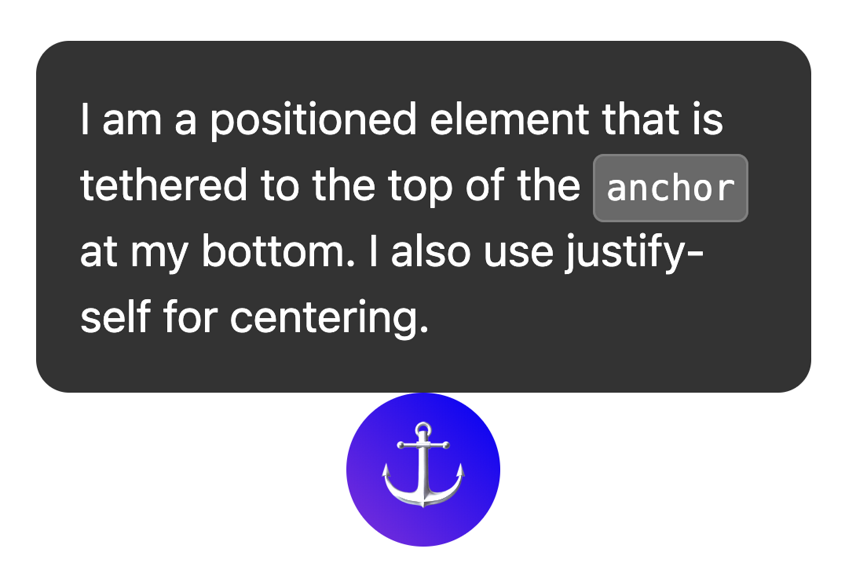 I am a positioned element that is
tethered to the top of the anchor
at my bottom. I also use justify-
self for centering.